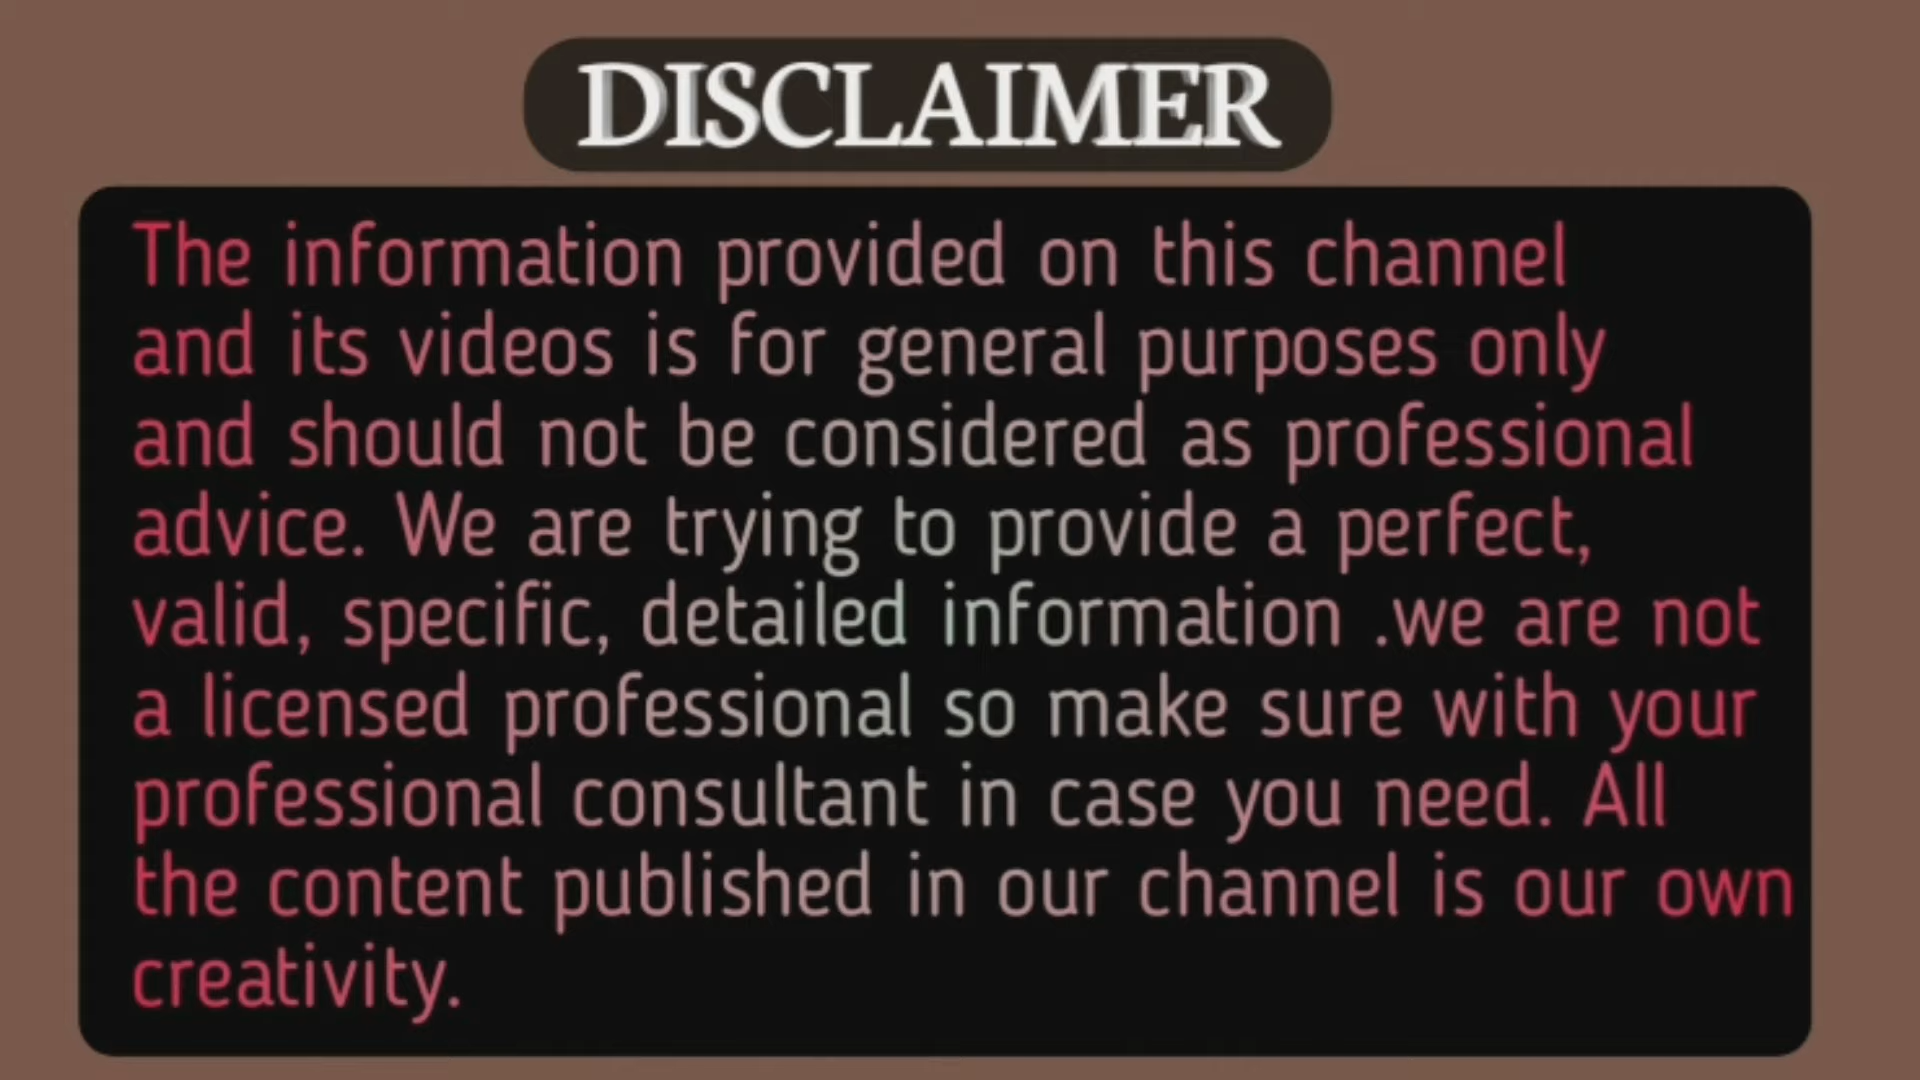 DISCLAIMER
The information provided on this channel
and its videos is for general purposes only
and should not be considered as professional
advice. We are trying to provide a perfect,
valid, specific, detailed information .we are not
a licensed professional so make sure with your
professional consultant in case you need. All
the content published in our channel is our own
creativity.